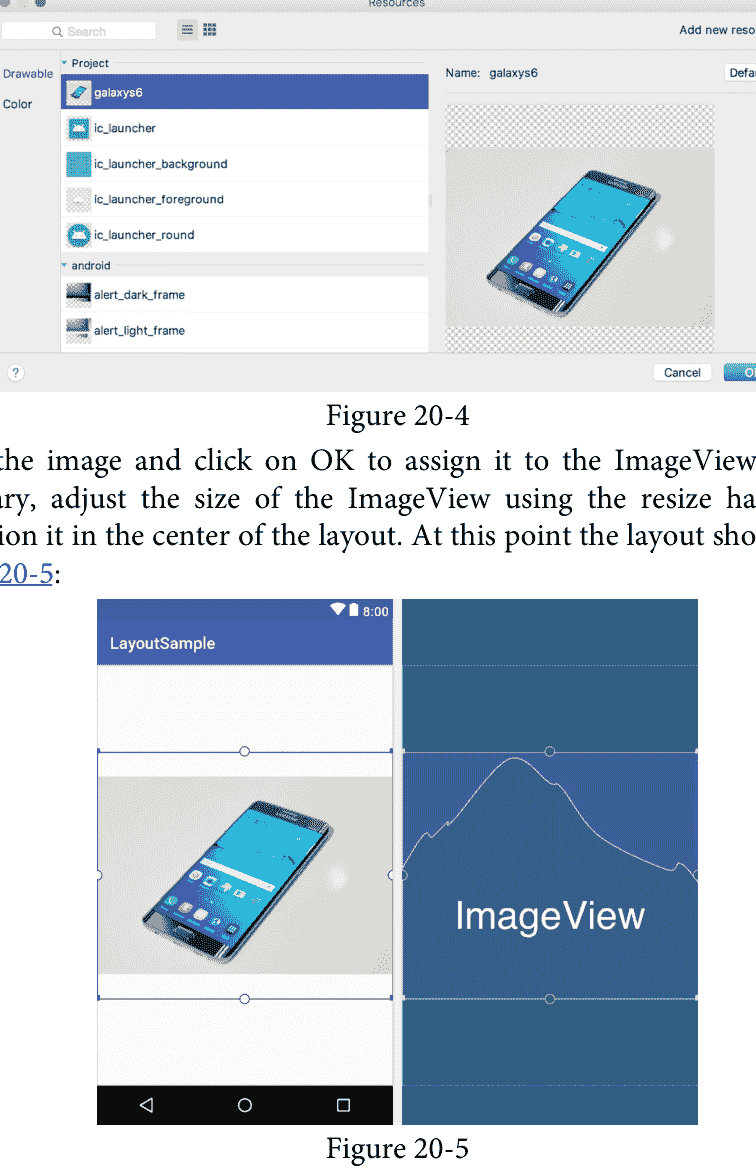 Resources
Search
Add new reso
Drawable
Color
Project
galaxys6
ic_launcher
ic_launcher_background
ic_launcher_foreground
ic_launcher_round
android
alert_dark_frame
alert_light_frame
Name: galaxys6
Defau
?
Cancel
O
Figure 20-4
the image and click on OK to assign it to the ImageView
ary, adjust the size of the ImageView using the resize ha
ion it in the center of the layout. At this point the layout sho
20-5:
8:00
LayoutSample
ImageView
Figure 20-5